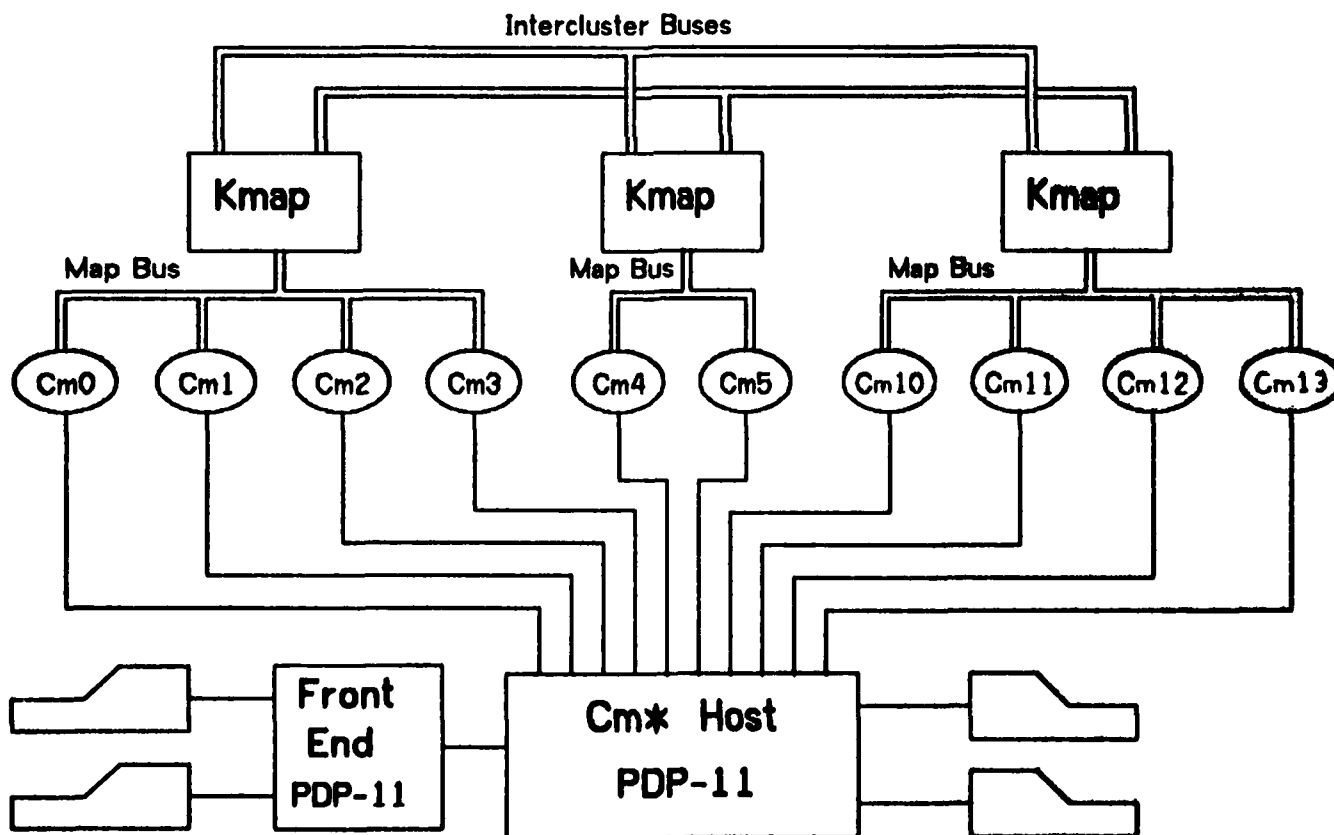 Intercluster Buses
Kmap
Kmap
Kmap
Map Bus
Map Bus
Map Bus
Cm0
Cm1
Cm2
Cm3
Cm4
Cm5
Cm10
Cm11
Cm12
Cm13
Front
End
PDP-11
Cm* Host
PDP-11